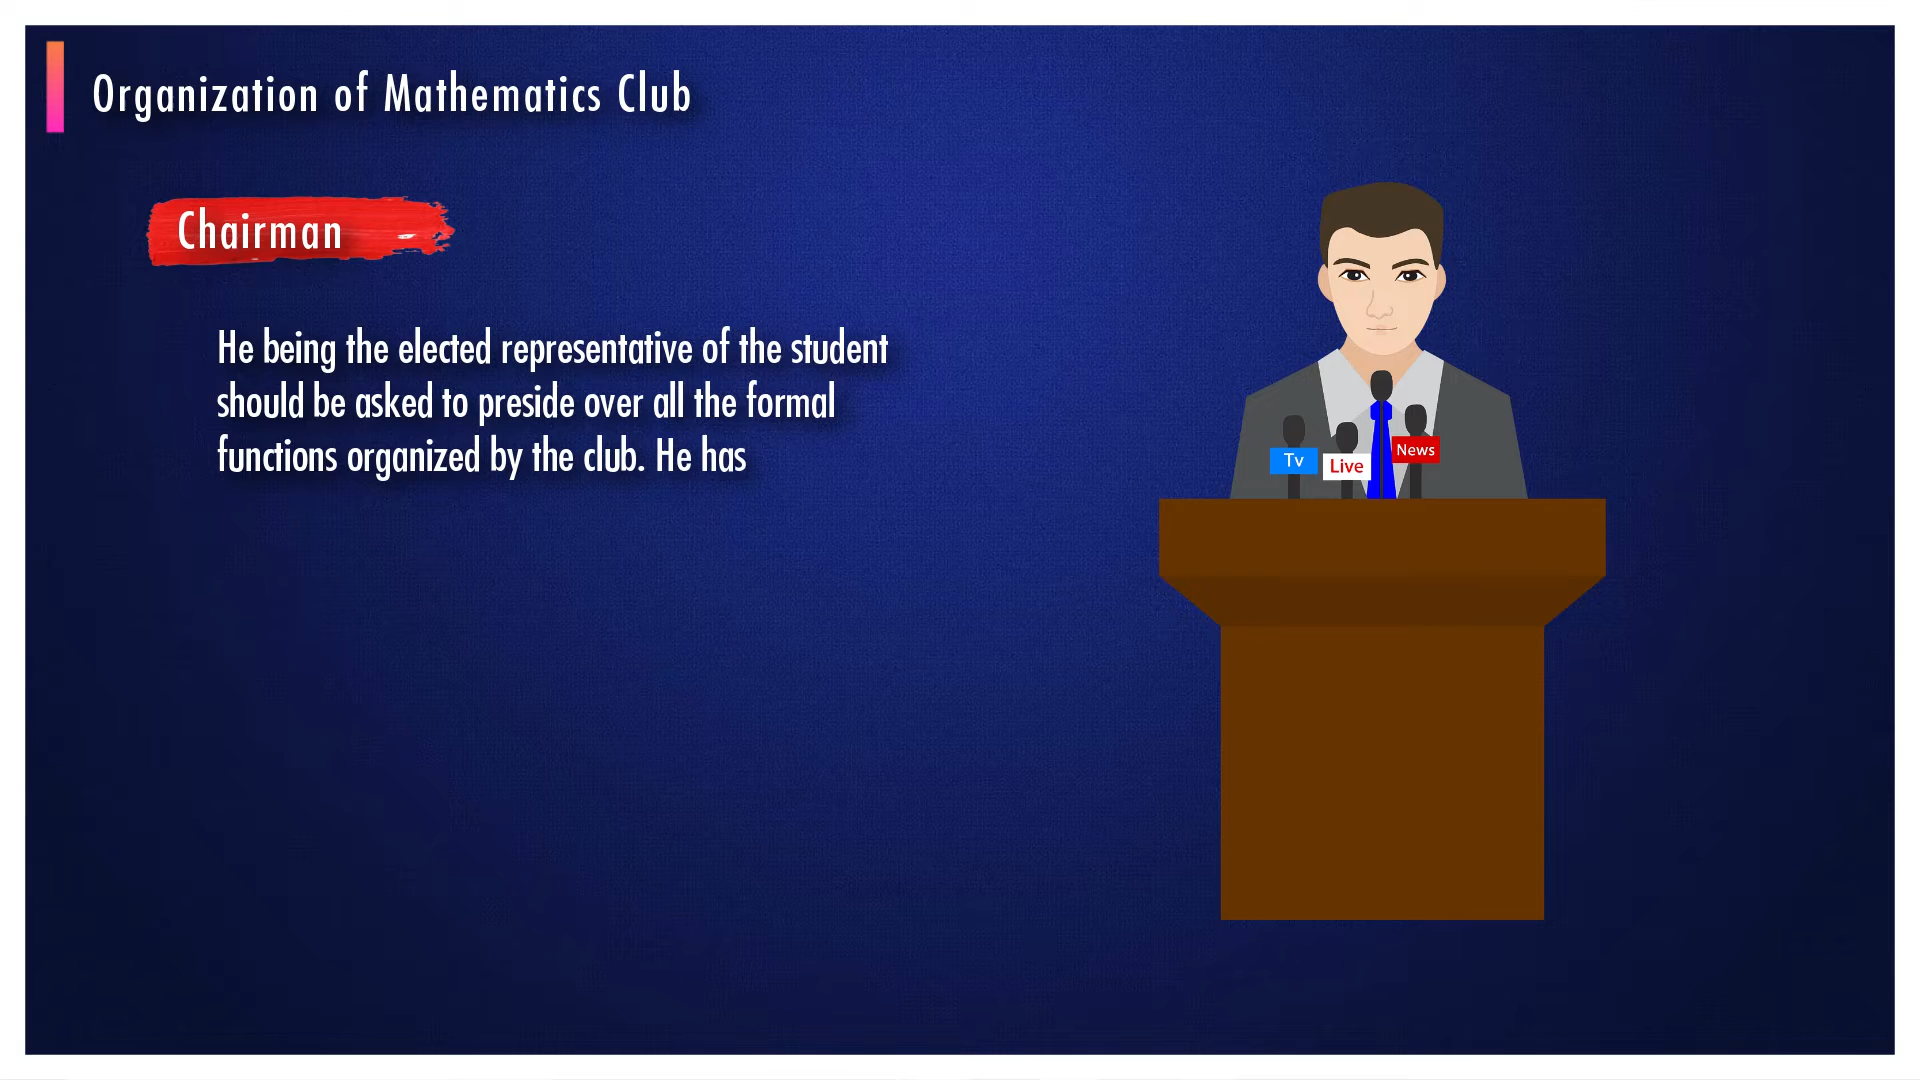 Organization of Mathematics Club
Chairman
He being the elected representative of the student
should be asked to preside over all the formal
functions organized by the club. He has
Tv
Live
News